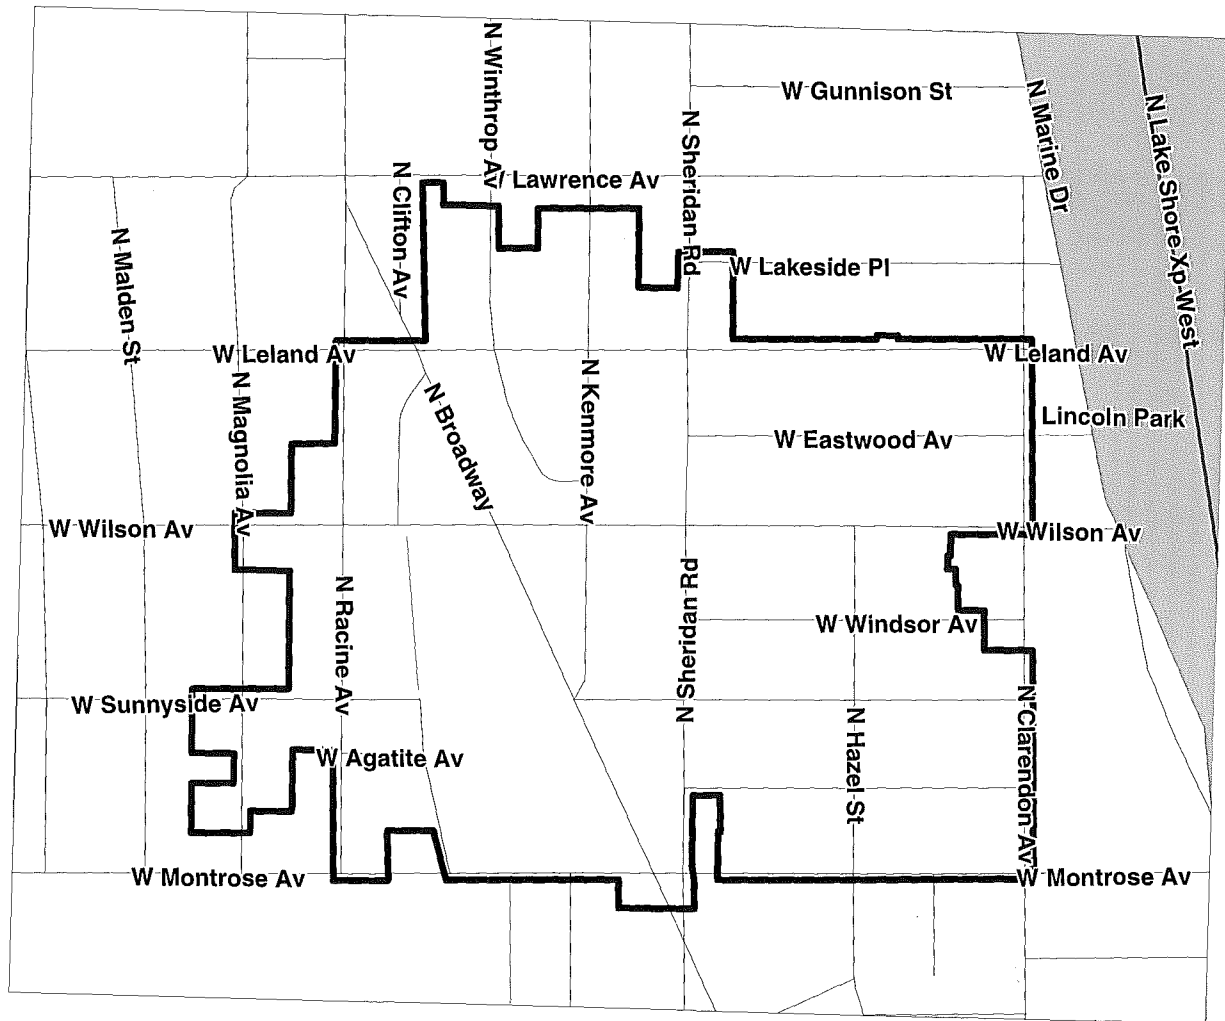 N Winthrop Av
W Gunnison St
N Marine Dr
N Lake Shore Xp West
N Sheridan Rd
N Clifton Av
W Lawrence Av
N Malden St
W Lakeside Pl
W Leland Av
W Leland Av
N Magnolia Av
N Broadway
N Kenmore Av
Lincoln Park
W Eastwood Av
W Wilson Av
W Wilson Av
N Racine Av
N Sheridan Rd
W Windsor Av
W Sunnyside Av
N Hazel St
N Clarendon Av
W Agatite Av
W Montrose Av
W Montrose Av